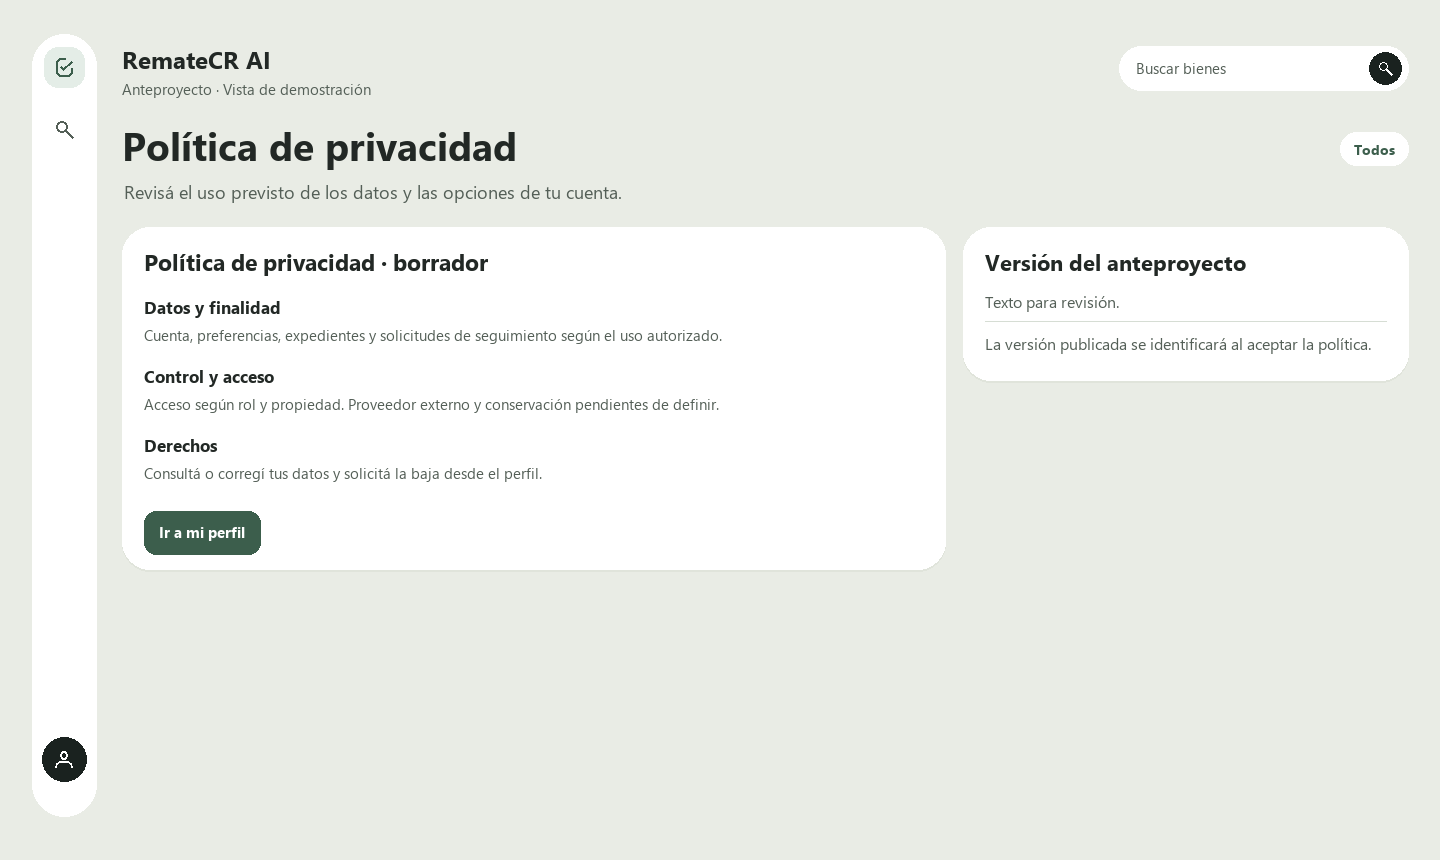 RemateCR AI
Anteproyecto · Vista de demostración
Buscar bienes
Política de privacidad
Todos
Revisá el uso previsto de los datos y las opciones de tu cuenta.
Política de privacidad · borrador
Datos y finalidad
Cuenta, preferencias, expedientes y solicitudes de seguimiento según el uso autorizado.
Control y acceso
Acceso según rol y propiedad. Proveedor externo y conservación pendientes de definir.
Derechos
Consultá o corregí tus datos y solicitá la baja desde el perfil.
Ir a mi perfil
Versión del anteproyecto
Texto para revisión.
La versión publicada se identificará al aceptar la política.